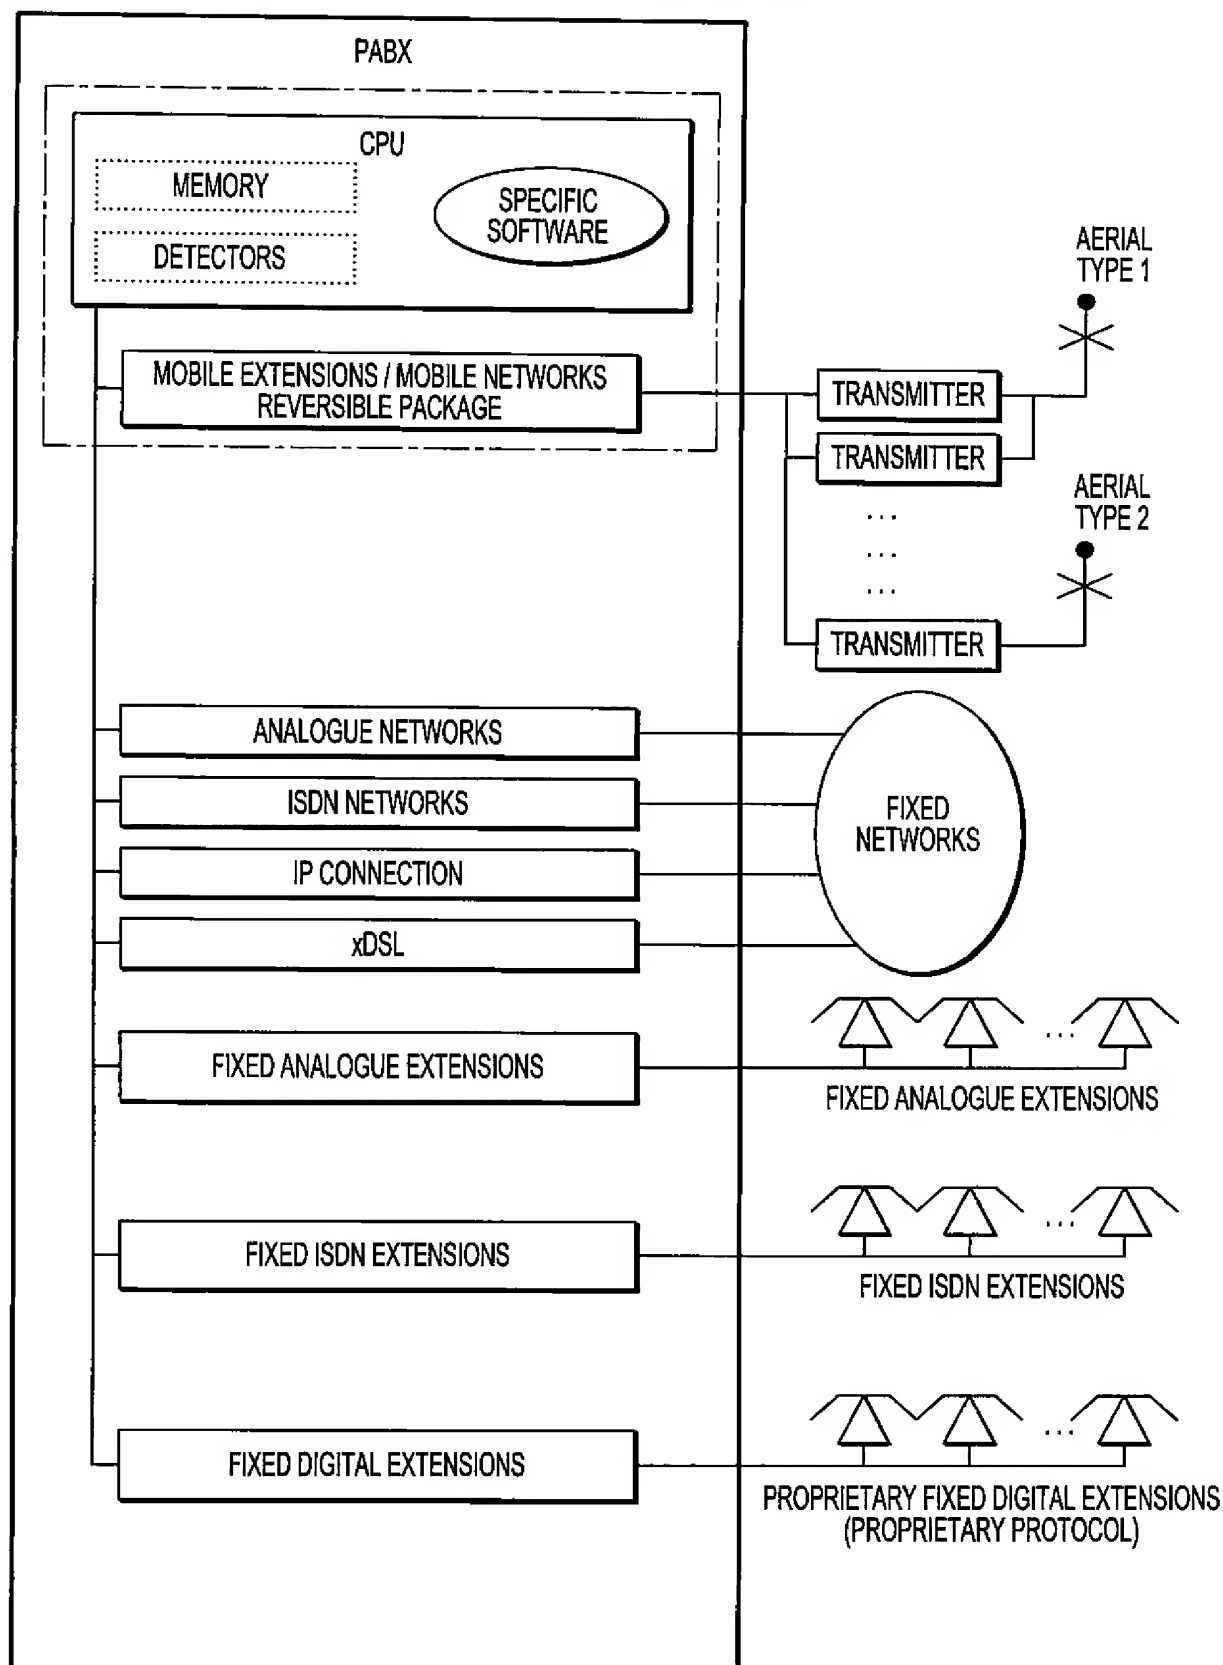 PABX
CPU
MEMORY
SPECIFIC
SOFTWARE
DETECTORS
AERIAL
TYPE 1
MOBILE EXTENSIONS / MOBILE NETWORKS
REVERSIBLE PACKAGE
TRANSMITTER
TRANSMITTER
AERIAL
TYPE 2
...
...
...
TRANSMITTER
ANALOGUE NETWORKS
ISDN NETWORKS
IP CONNECTION
xDSL
FIXED
NETWORKS
FIXED ANALOGUE EXTENSIONS
...
FIXED ANALOGUE EXTENSIONS
FIXED ISDN EXTENSIONS
...
FIXED ISDN EXTENSIONS
FIXED DIGITAL EXTENSIONS
...
PROPRIETARY FIXED DIGITAL EXTENSIONS
(PROPRIETARY PROTOCOL)